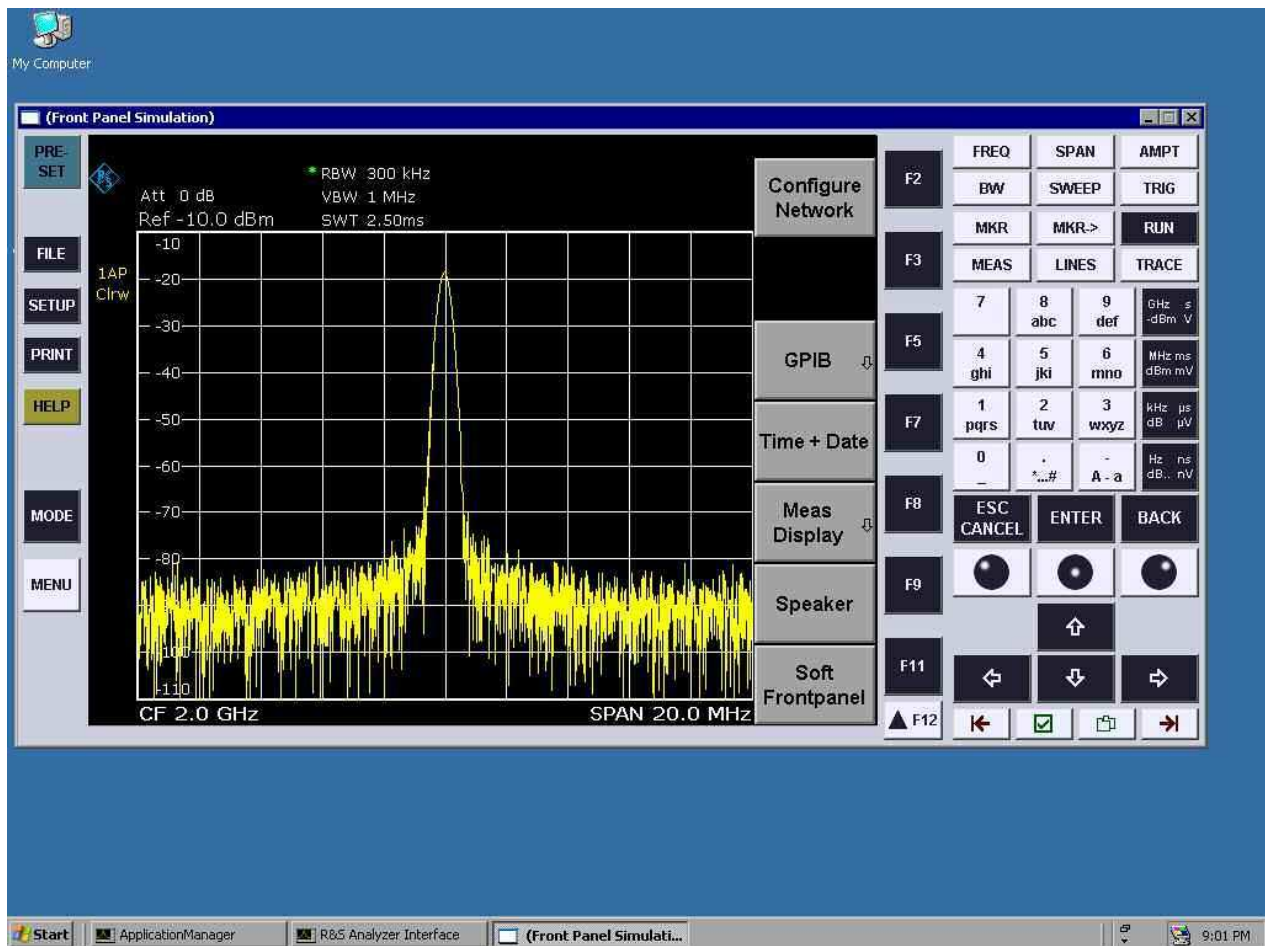 My Computer
(Front Panel Simulation)
PRE-
SET
FILE
SETUP
PRINT
HELP
MODE
MENU
* RBW 300 kHz
Att 0 dB
VBW 1 MHz
Ref -10.0 dBm
SWT 2.50ms
1AP
Clrw
-10
-20
-30
-40
-50
-60
-70
-80
-100
-110
CF 2.0 GHz
SPAN 20.0 MHz
Configure
Network
GPIB
Time + Date
Meas
Display
Speaker
Soft
Frontpanel
F2
F3
F5
F7
F8
F9
F11
F12
FREQ SPAN AMPT
BW SWEEP TRIG
MKR MKR-> RUN
MEAS LINES TRACE
7 8 9 GHz s
abc def -dBm V
4 5 6 MHz ms
ghi jkl mno dBm mV
1 2 3 kHz µs
pqrs tuv wxyz dB µV
0 . - Hz ns
_ *...# A - a dB.. nV
ESC
CANCEL
ENTER
BACK
Start
ApplicationManager
R&S Analyzer Interface
(Front Panel Simulati...
9:01 PM